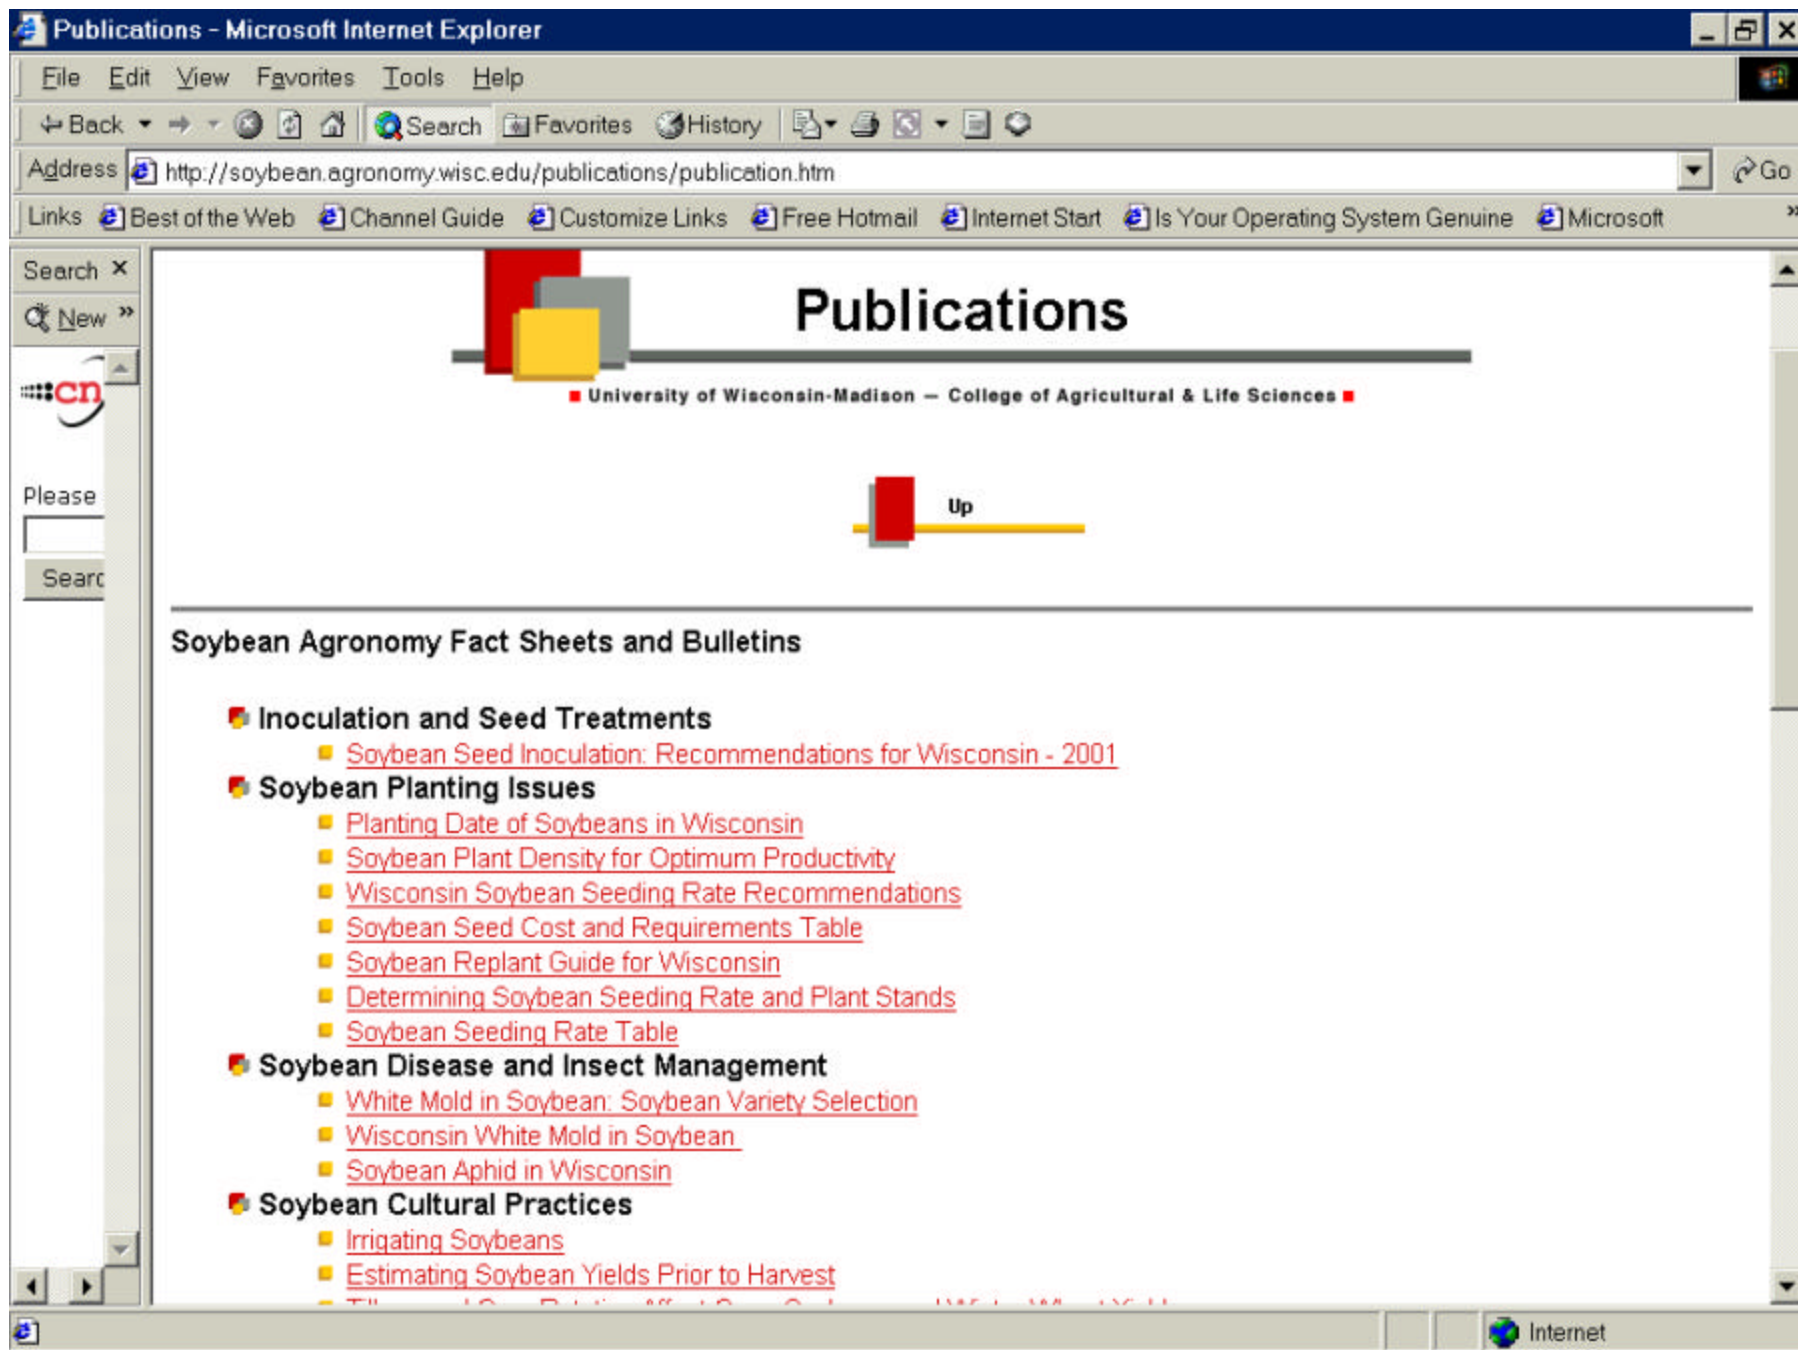 Publications - Microsoft Internet Explorer
File Edit View Favorites Tools Help
Back Search Favorites History
Address http://soybean.agronomy.wisc.edu/publications/publication.htm Go
Links Best of the Web Channel Guide Customize Links Free Hotmail Internet Start Is Your Operating System Genuine Microsoft »
Search ×
New »
cn
Please
Searc
Publications
University of Wisconsin-Madison — College of Agricultural & Life Sciences
Up
Soybean Agronomy Fact Sheets and Bulletins
Inoculation and Seed Treatments
Soybean Seed Inoculation: Recommendations for Wisconsin - 2001
Soybean Planting Issues
Planting Date of Soybeans in Wisconsin
Soybean Plant Density for Optimum Productivity
Wisconsin Soybean Seeding Rate Recommendations
Soybean Seed Cost and Requirements Table
Soybean Replant Guide for Wisconsin
Determining Soybean Seeding Rate and Plant Stands
Soybean Seeding Rate Table
Soybean Disease and Insect Management
White Mold in Soybean: Soybean Variety Selection
Wisconsin White Mold in Soybean
Soybean Aphid in Wisconsin
Soybean Cultural Practices
Irrigating Soybeans
Estimating Soybean Yields Prior to Harvest
Internet